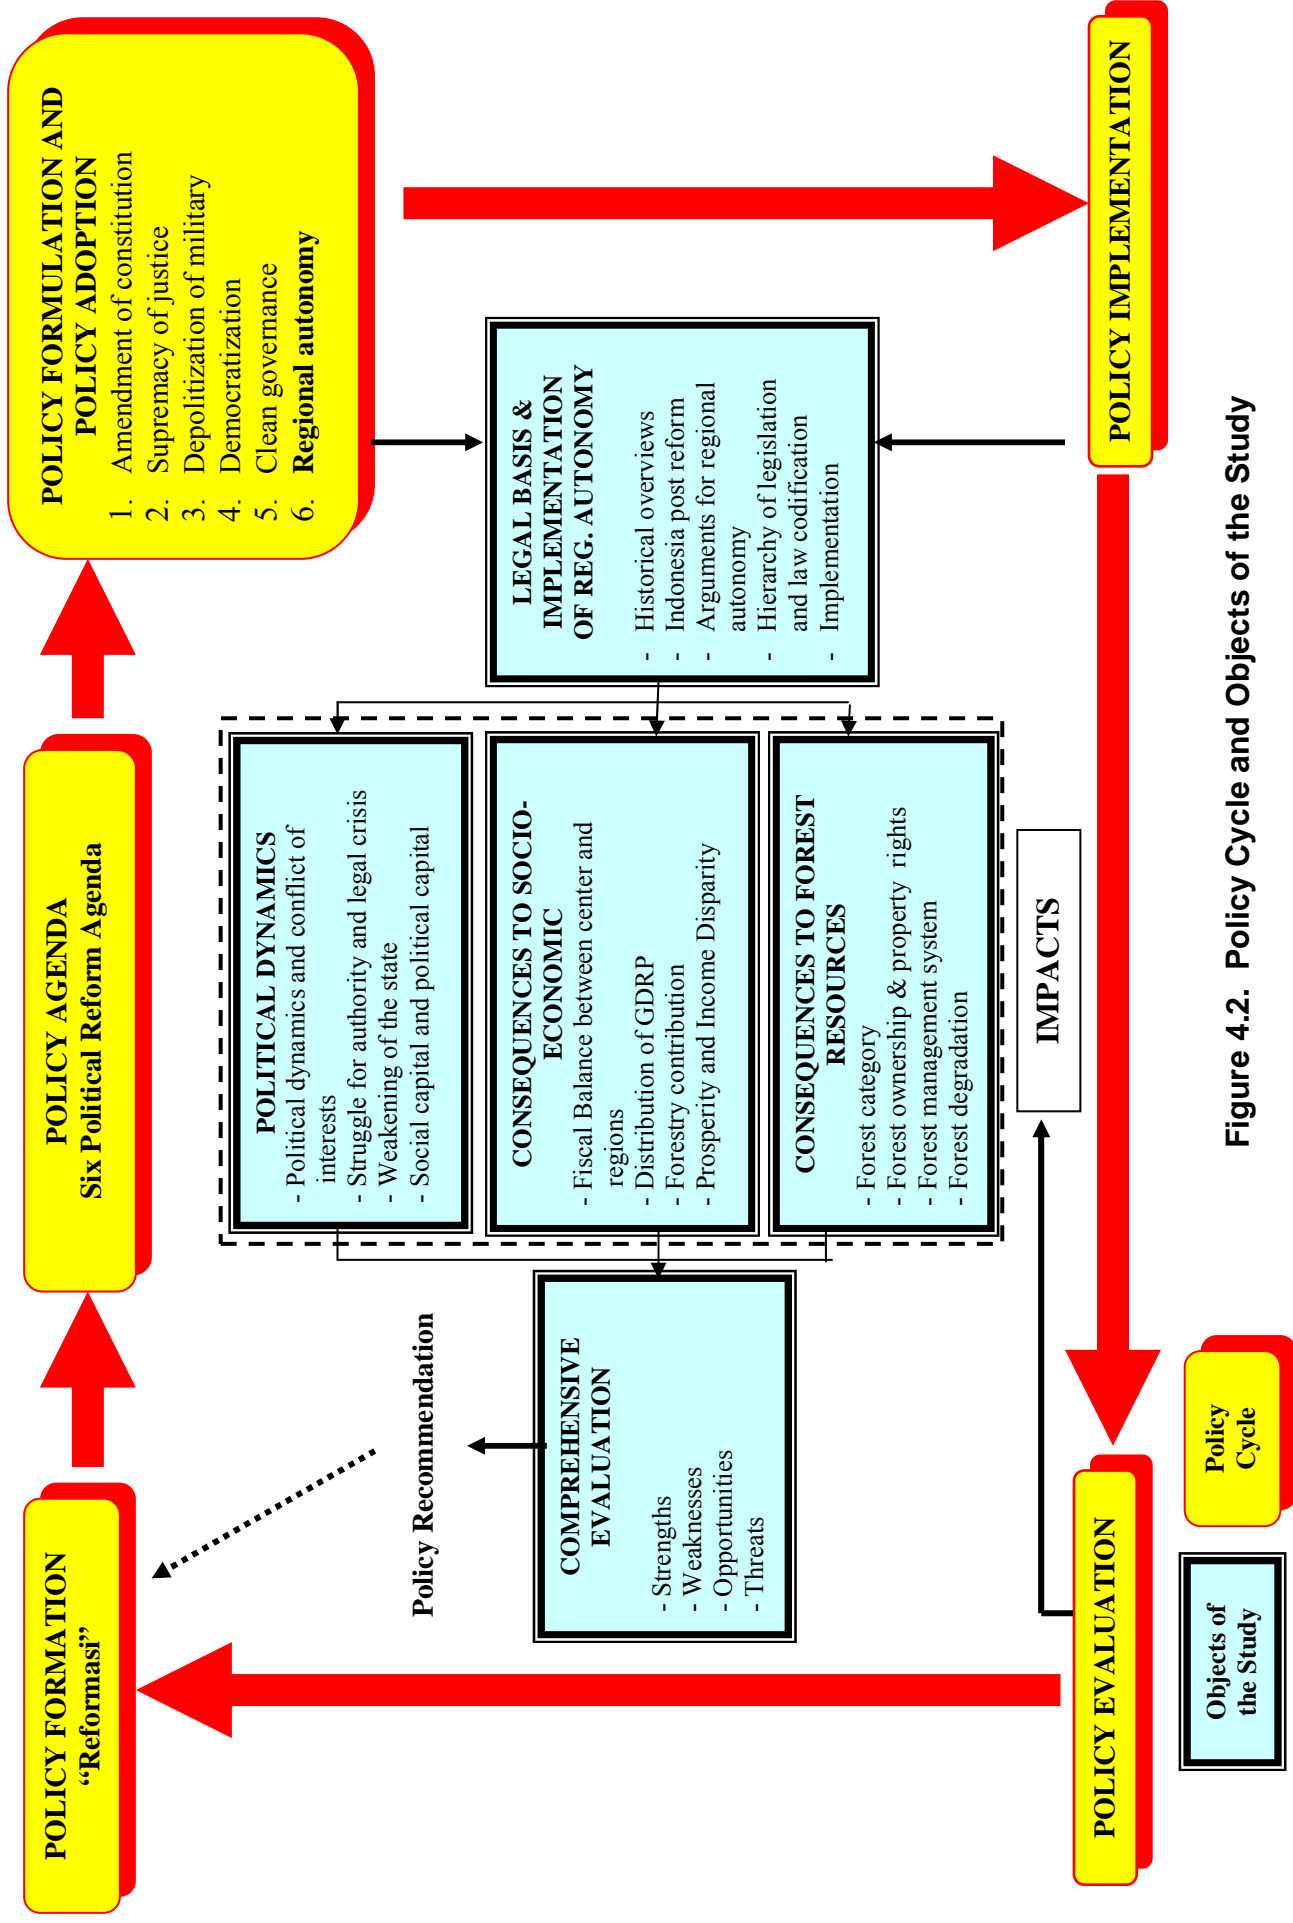 POLICY FORMATION
“Reformasi”
POLICY AGENDA
Six Political Reform Agenda
POLICY FORMULATION AND
POLICY ADOPTION
1. Amendment of constitution
2. Supremacy of justice
3. Depolitization of military
4. Democratization
5. Clean governance
6. Regional autonomy
Policy Recommendation
COMPREHENSIVE
EVALUATION
- Strengths
- Weaknesses
- Opportunities
- Threats
POLITICAL DYNAMICS
- Political dynamics and conflict of
interests
- Struggle for authority and legal crisis
- Weakening of the state
- Social capital and political capital
CONSEQUENCES TO SOCIO-
ECONOMIC
- Fiscal Balance between center and
regions
- Distribution of GDRP
- Forestry contribution
- Prosperity and Income Disparity
CONSEQUENCES TO FOREST
RESOURCES
- Forest category
- Forest ownership & property rights
- Forest management system
- Forest degradation
LEGAL BASIS &
IMPLEMENTATION
OF REG. AUTONOMY
- Historical overviews
- Indonesia post reform
- Arguments for regional
autonomy
- Hierarchy of legislation
and law codification
- Implementation
IMPACTS
POLICY EVALUATION
POLICY IMPLEMENTATION
Objects of
the Study
Policy
Cycle
Figure 4.2. Policy Cycle and Objects of the Study